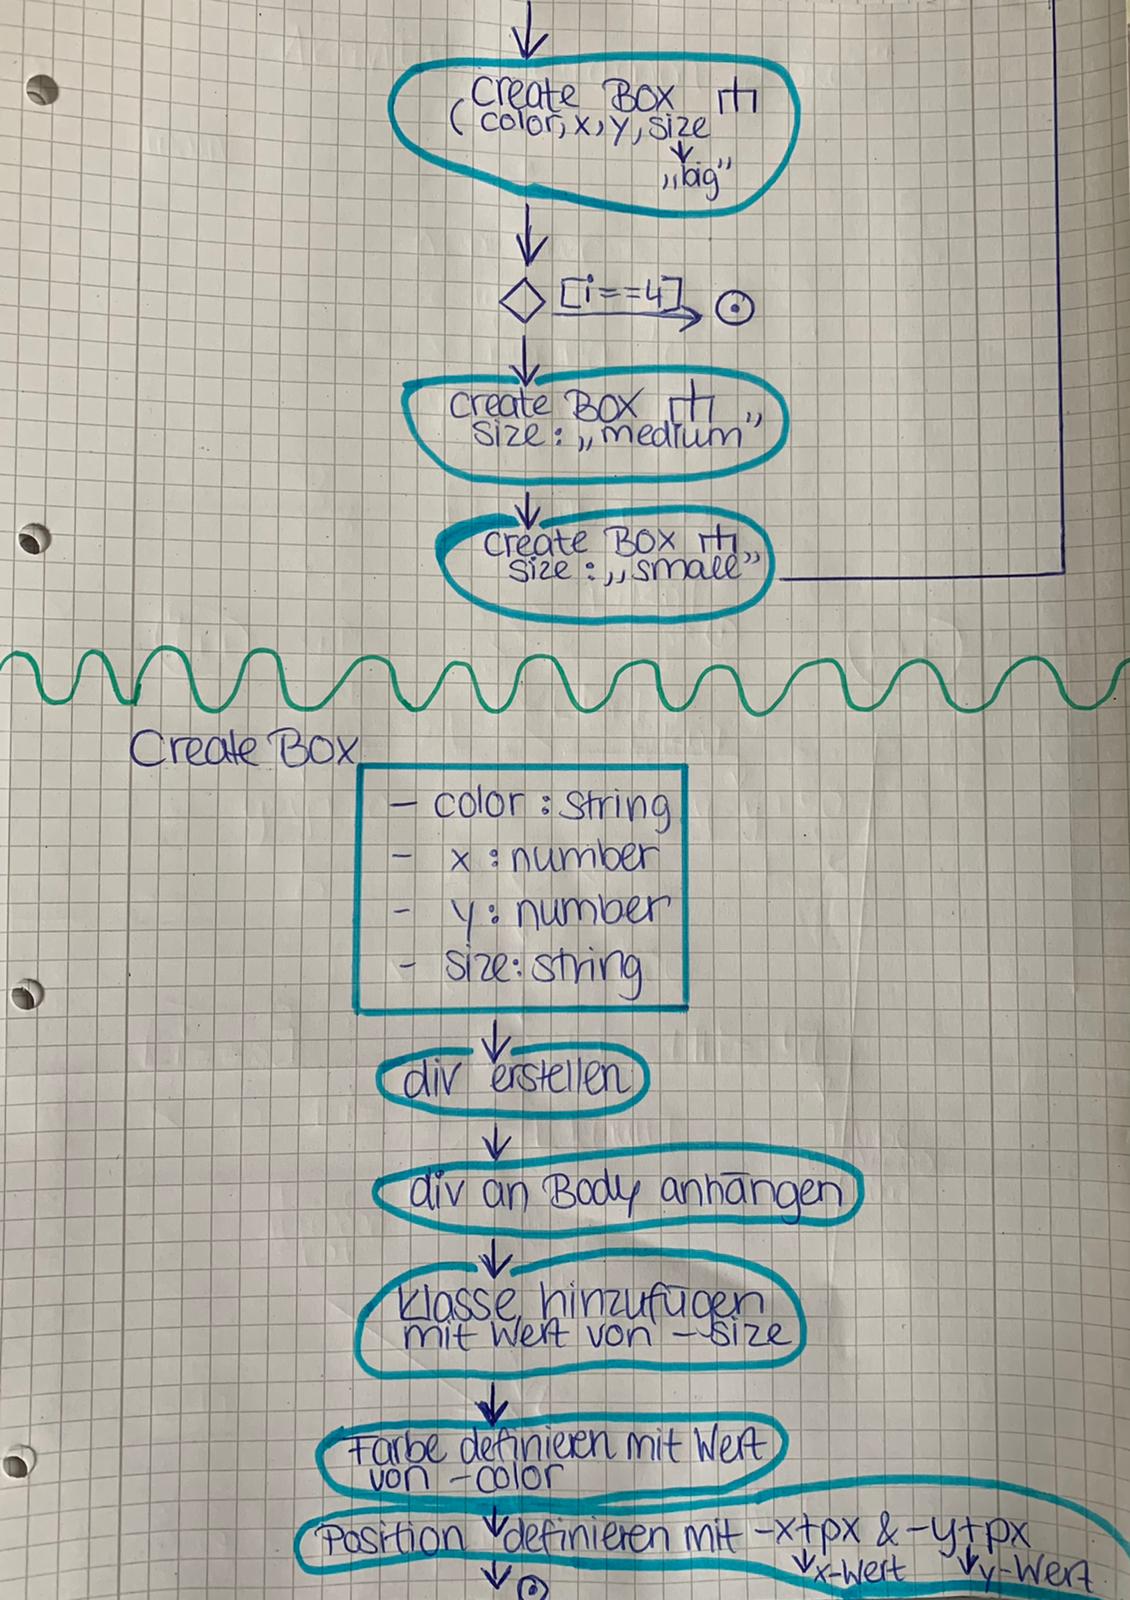 create BOX
(color, x, y, size
„big”
[i==4]
create BOX
size: „medium”
create BOX
size: „small”
Create BOX
- color: string
- x: number
- y: number
- size: string
div erstellen
div an Body anhängen
Klasse hinzufügen
mit Wert von -size
Farbe definieren mit Wert
von -color
Position definieren mit -x+px & -y+px
x-Wert y-Wert